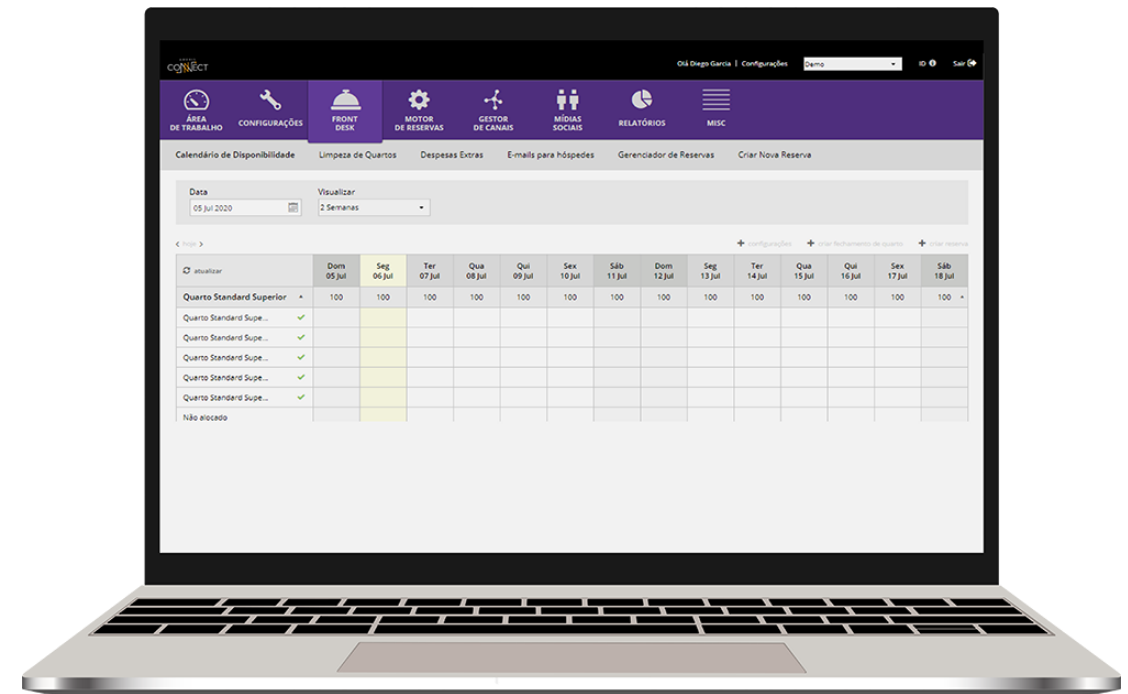 CONNECT
Olá Diego Garcia | Configurações Demo ID Sair
ÁREA DE TRABALHO
CONFIGURAÇÕES
FRONT DESK
MOTOR DE RESERVAS
GESTOR DE CANAIS
MÍDIAS SOCIAIS
RELATÓRIOS
MISC
Calendário de Disponibilidade Limpeza de Quartos Despesas Extras E-mails para hóspedes Gerenciador de Reservas Criar Nova Reserva
Data Visualizar
05 Jul 2020 2 Semanas
hoje + configurações + criar fechamento de quarto + criar reserva
atualizar Dom 05 Jul Seg 06 Jul Ter 07 Jul Qua 08 Jul Qui 09 Jul Sex 10 Jul Sáb 11 Jul Dom 12 Jul Seg 13 Jul Ter 14 Jul Qua 15 Jul Qui 16 Jul Sex 17 Jul Sáb 18 Jul
Quarto Standard Superior 100 100 100 100 100 100 100 100 100 100 100 100 100 100
Quarto Standard Supe...
Quarto Standard Supe...
Quarto Standard Supe...
Quarto Standard Supe...
Quarto Standard Supe...
Não alocado